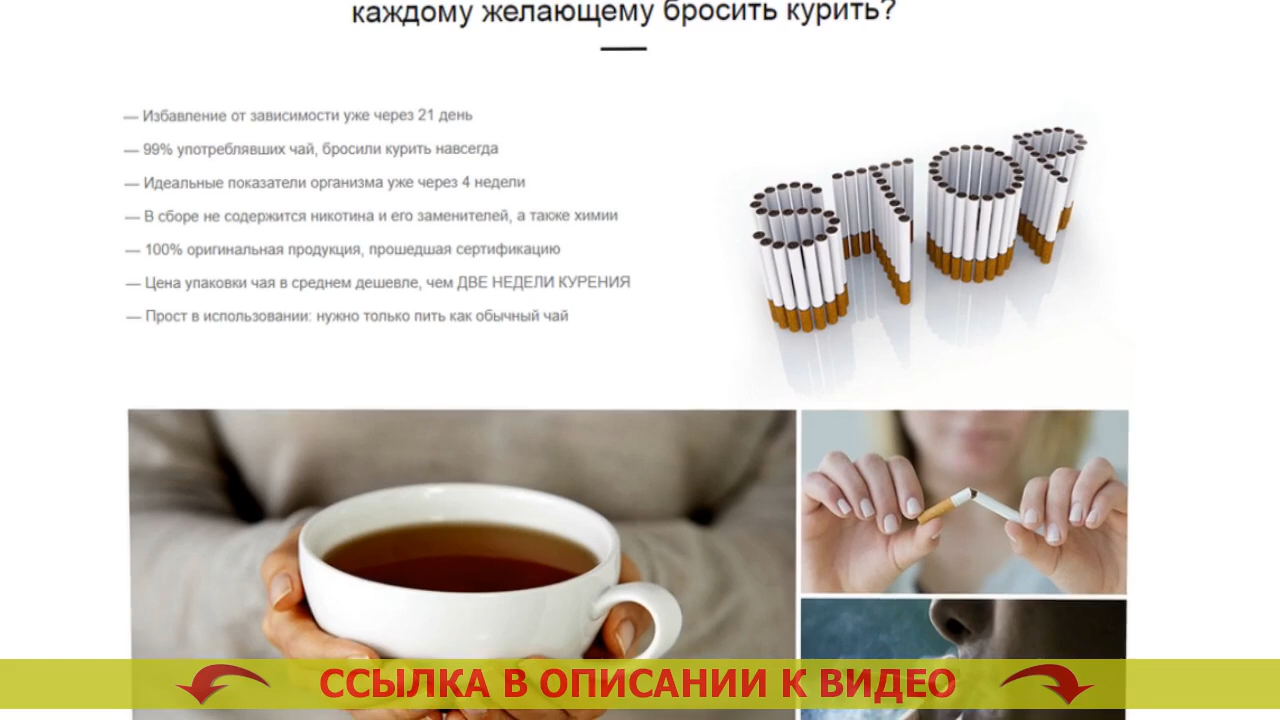 каждому желающему бросить курить?
— Избавление от зависимости уже через 21 день
— 99% употреблявших чай, бросили курить навсегда
— Идеальные показатели организма уже через 4 недели
— В сборе не содержится никотина и его заменителей, а также химии
— 100% оригинальная продукция, прошедшая сертификацию
— Цена упаковки чая в среднем дешевле, чем ДВЕ НЕДЕЛИ КУРЕНИЯ
— Прост в использовании: нужно только пить как обычный чай
STOP
ССЫЛКА В ОПИСАНИИ К ВИДЕО